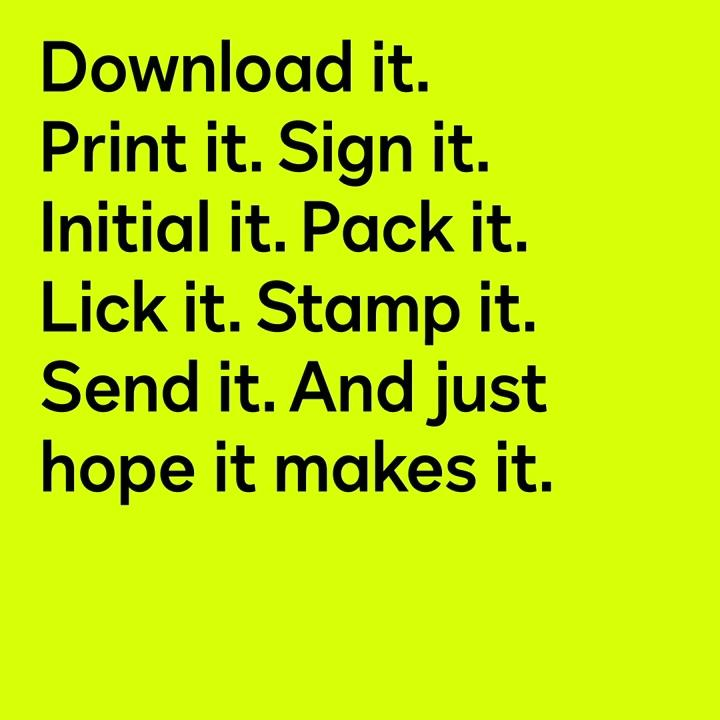 Download it.
Print it. Sign it.
Initial it. Pack it.
Lick it. Stamp it.
Send it. And just
hope it makes it.